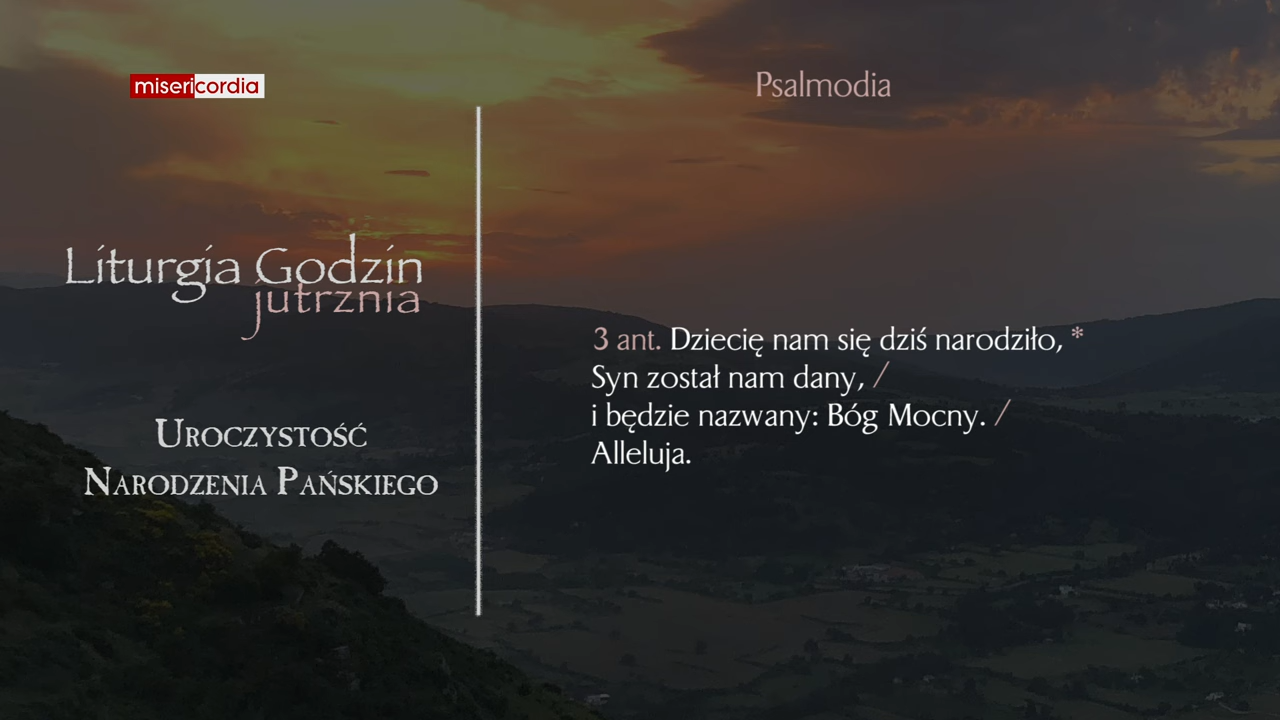 misericordia
Psalmodia
Liturgia Godzin
jutrznia
Uroczystość
Narodzenia Pańskiego
3 ant. Dziecię nam się dziś narodziło, *
Syn został nam dany, /
i będzie nazwany: Bóg Mocny. /
Alleluja.